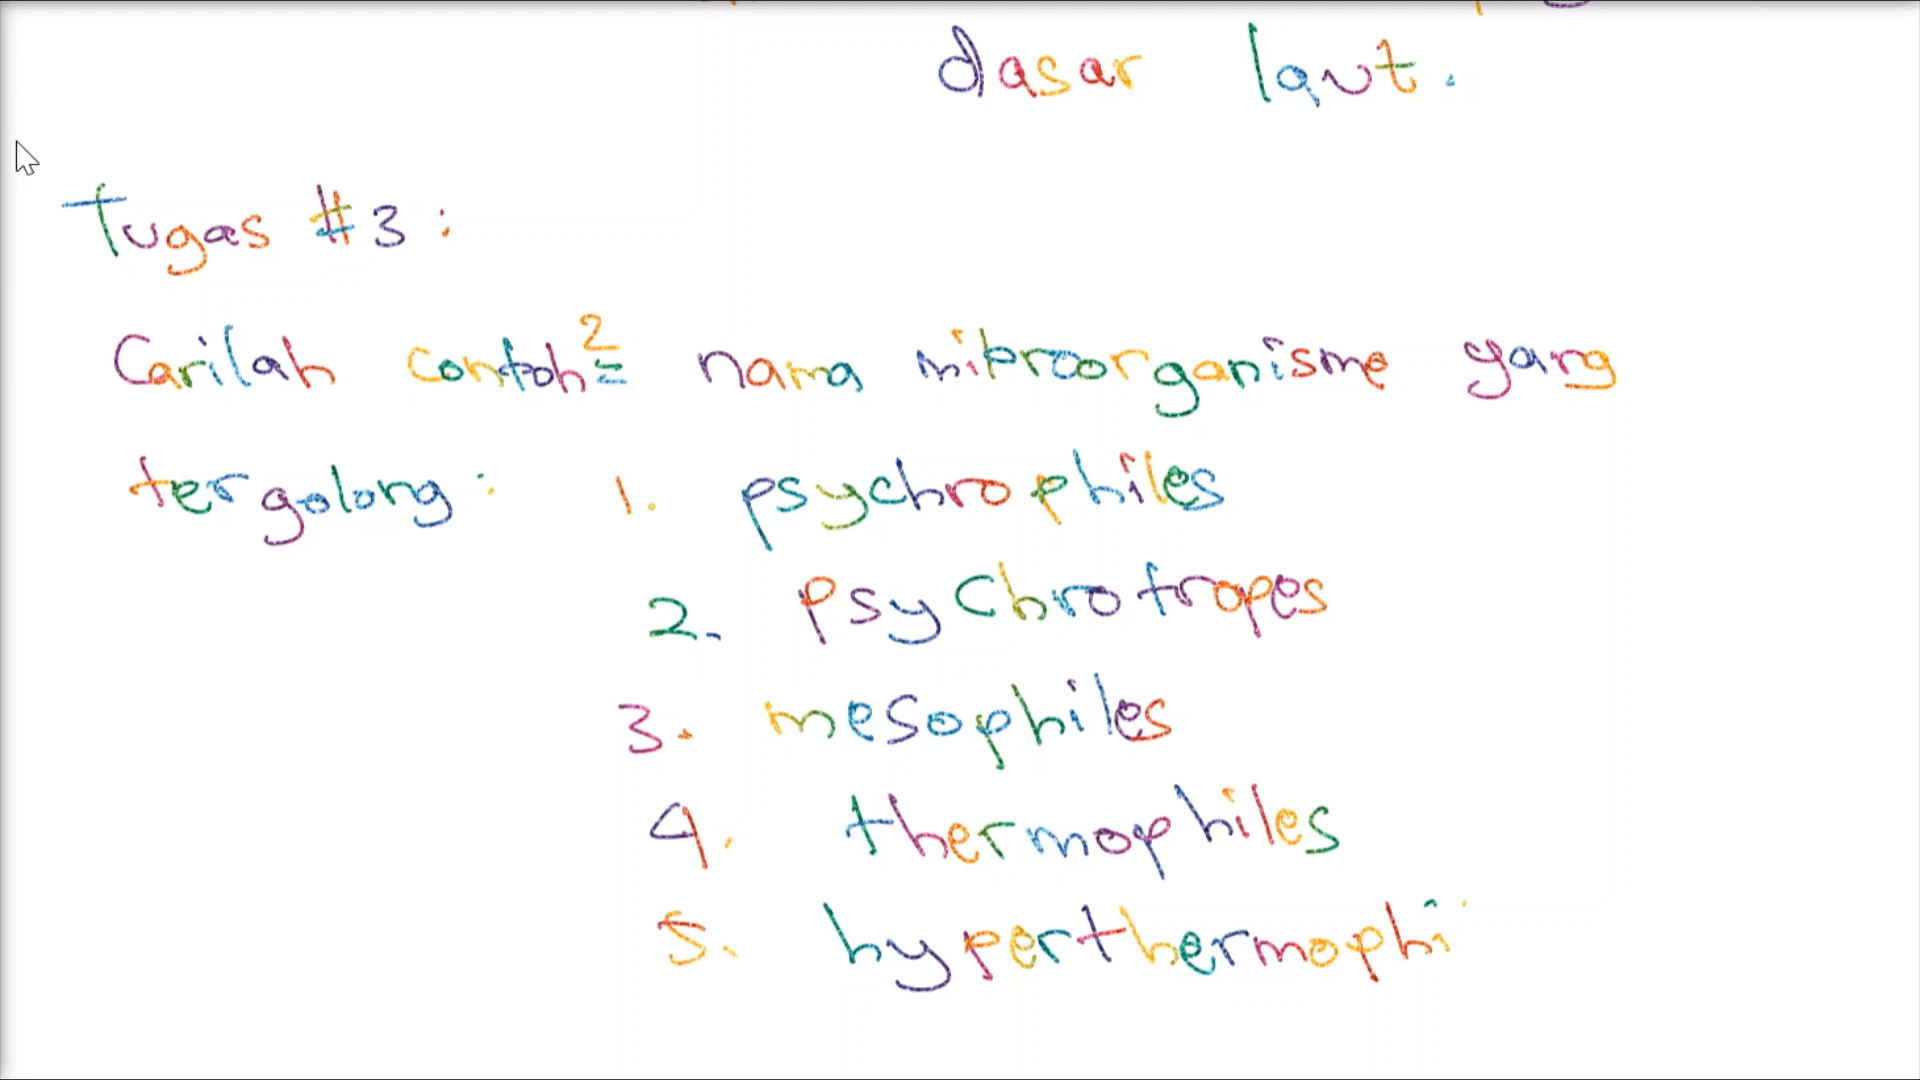 dasar laut.
Tugas #3 :
Carilah contoh² nama mikroorganisme yang
tergolong : 1. psychrophiles
2. psychrotropes
3. mesophiles
4. thermophiles
5. hyperthermophi